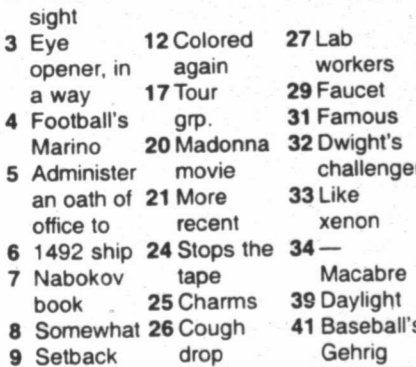 sight
3 Eye
opener, in
a way
4 Football's
Marino
5 Administer
an oath of
office to
6 1492 ship
7 Nabokov
book
8 Somewhat
9 Setback
12 Colored
again
17 Tour
grp.
20 Madonna
movie
21 More
recent
24 Stops the
tape
25 Charms
26 Cough
drop
27 Lab
workers
29 Faucet
31 Famous
32 Dwight's
challenger
33 Like
xenon
34 —
Macabre
39 Daylight
41 Baseball's
Gehrig